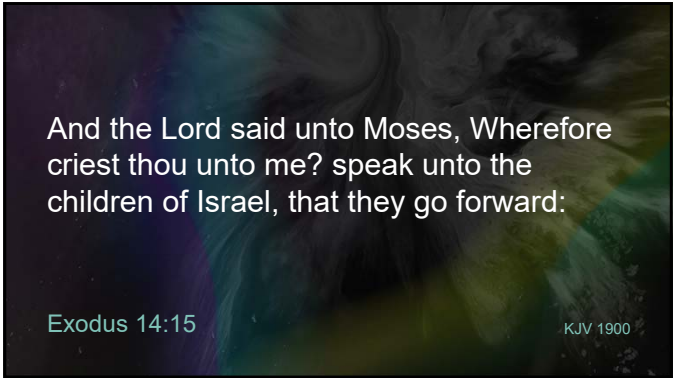 And the Lord said unto Moses, Wherefore
criest thou unto me? speak unto the
children of Israel, that they go forward:
Exodus 14:15
KJV 1900